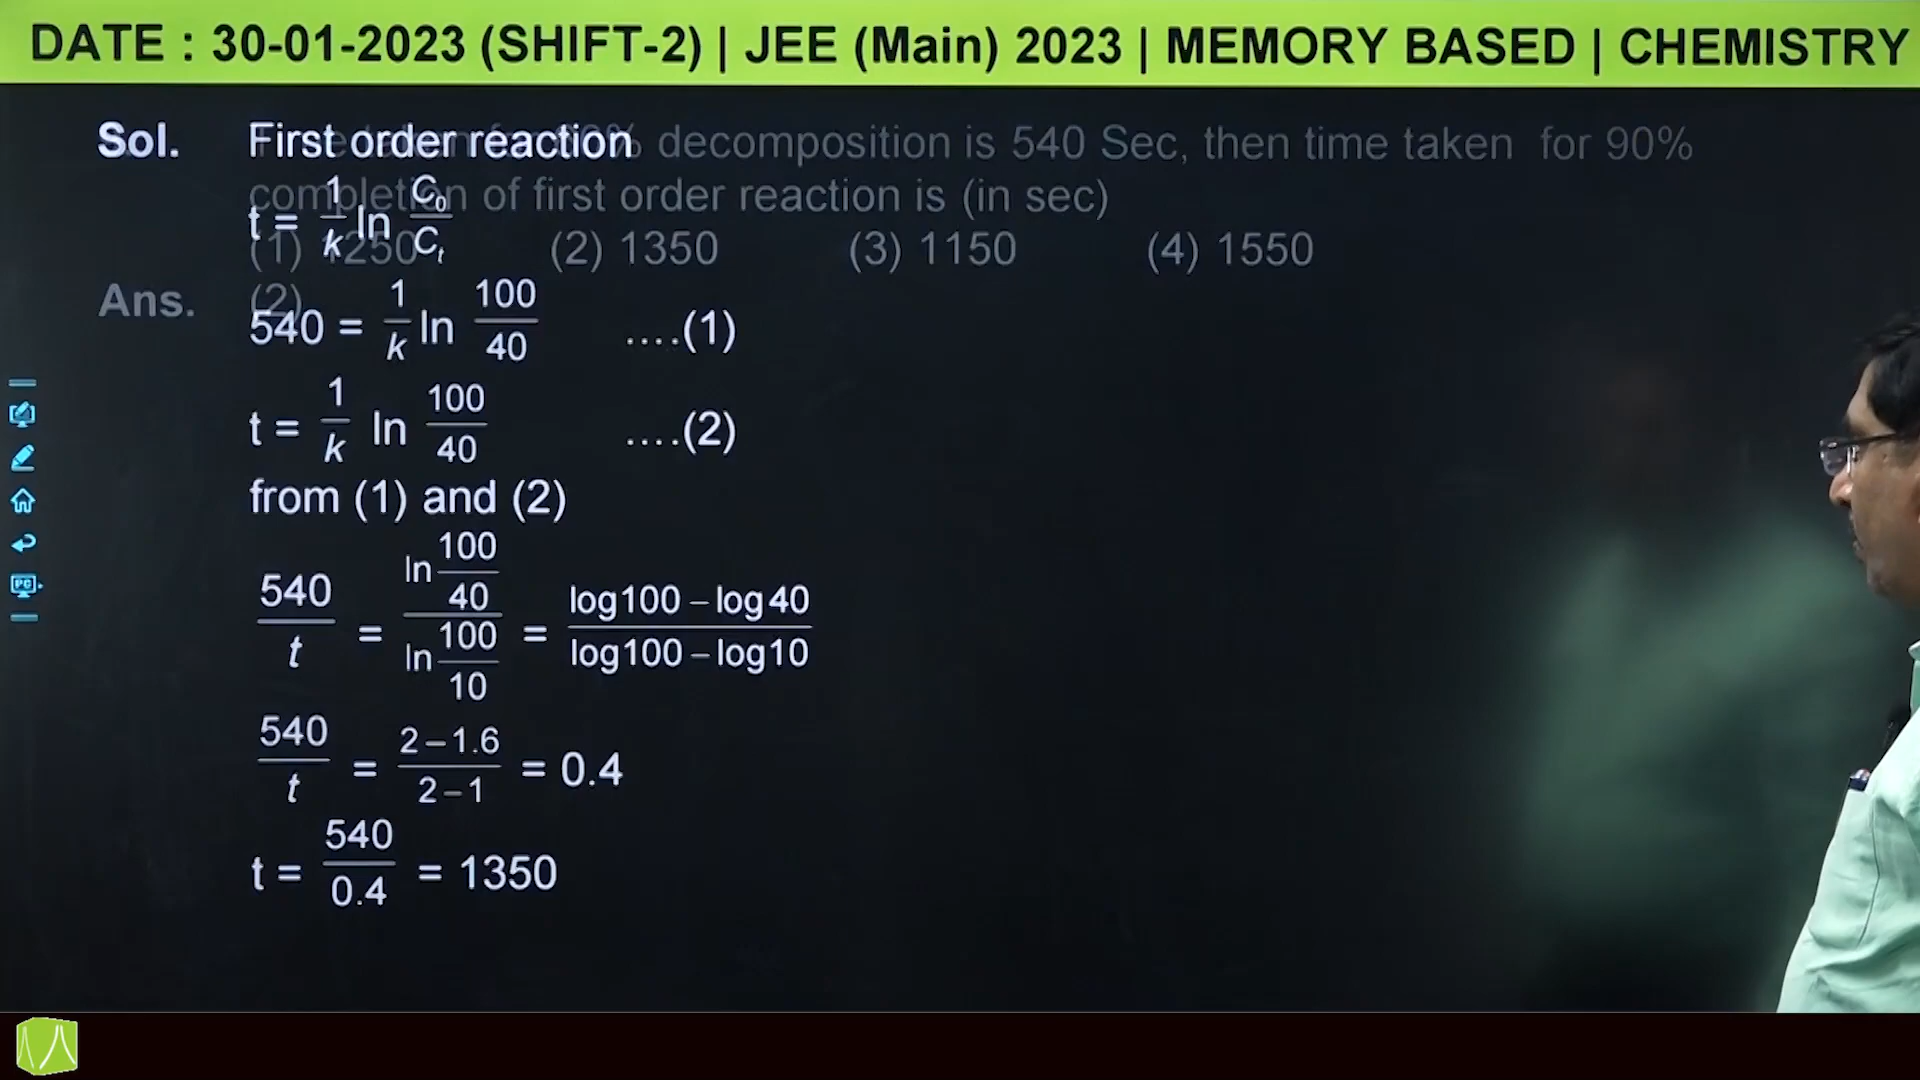 DATE : 30-01-2023 (SHIFT-2) | JEE (Main) 2023 | MEMORY BASED | CHEMISTRY
Sol. First order reaction
% decomposition is 540 Sec, then time taken for 90%
completion of first order reaction is (in sec)
t = 1/k ln C₀/Cₜ
(1) 1250 (2) 1350 (3) 1150 (4) 1550
Ans. (2)
540 = 1/k ln 100/40 ....(1)
t = 1/k ln 100/40 ....(2)
from (1) and (2)
540/t = ln 100/40 / ln 100/10 = log100 – log40 / log100 – log10
540/t = 2–1.6 / 2–1 = 0.4
t = 540/0.4 = 1350
PC